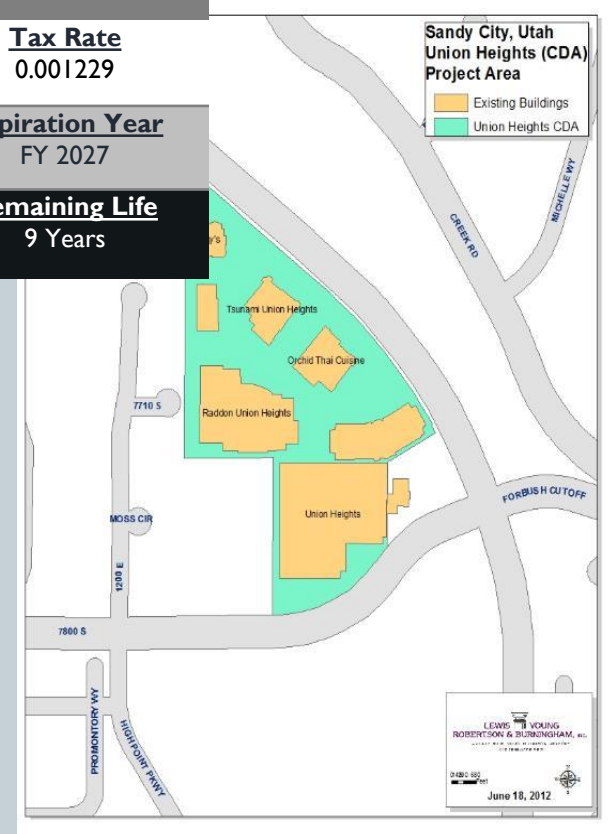 Tax Rate
0.001229
piration Year
FY 2027
emaining Life
9 Years
Sandy City, Utah
Union Heights (CDA)
Project Area
Existing Buildings
Union Heights CDA
MICHELLE WY
CREEK RD
y's
Tsunami Union Heights
Orchid Thai Cuisine
7710 S
Raddon Union Heights
FORBUSH CUTOFF
MOSS CIR
Union Heights
1200 E
7800 S
PROMONTORY WY
HIGH POINT PKWY
LEWIS YOUNG
ROBERTSON & BURNINGHAM, INC.
Feet
June 18, 2012